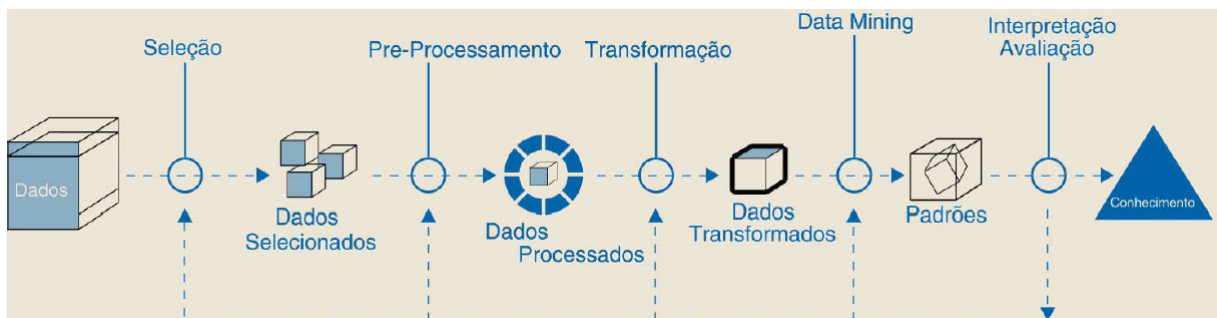 Seleção
Pre-Processamento
Transformação
Data Mining
Interpretação
Avaliação
Dados
Dados
Selecionados
Dados
Processados
Dados
Transformados
Padrões
Conhecimento